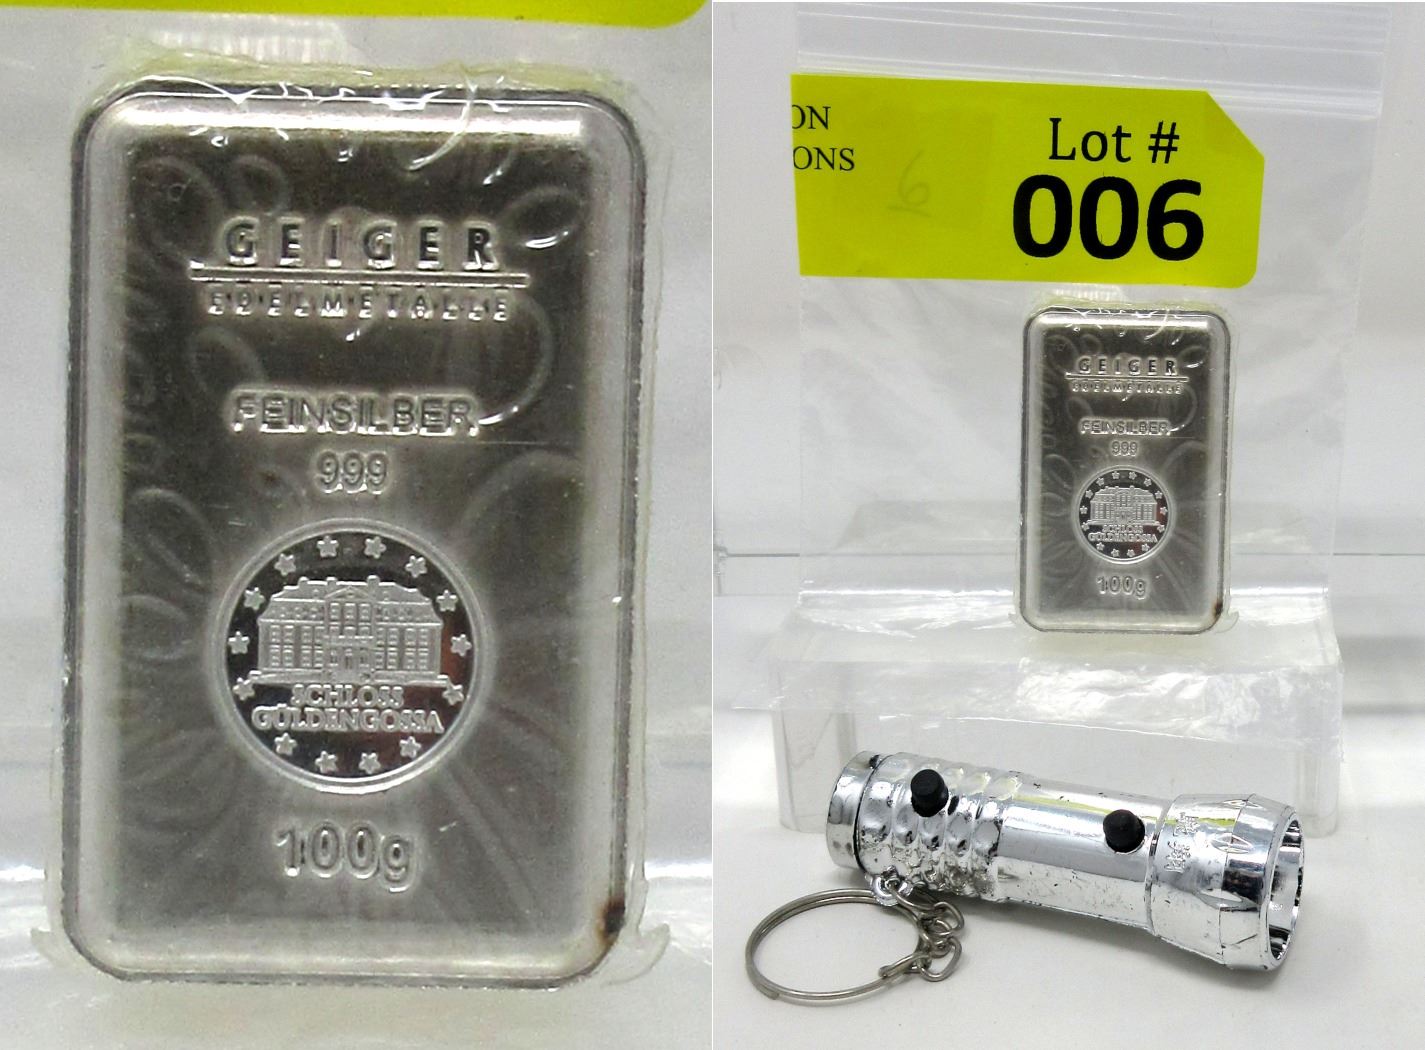 GEIGER
EDELMETALLE
FEINSILBER
999
SCHLOSS
GÜLDENGOSSA
100g
ON
ONS
6
Lot #
006
GEIGER
EDELMETALLE
FEINSILBER
999
SCHLOSS
GÜLDENGOSSA
100g